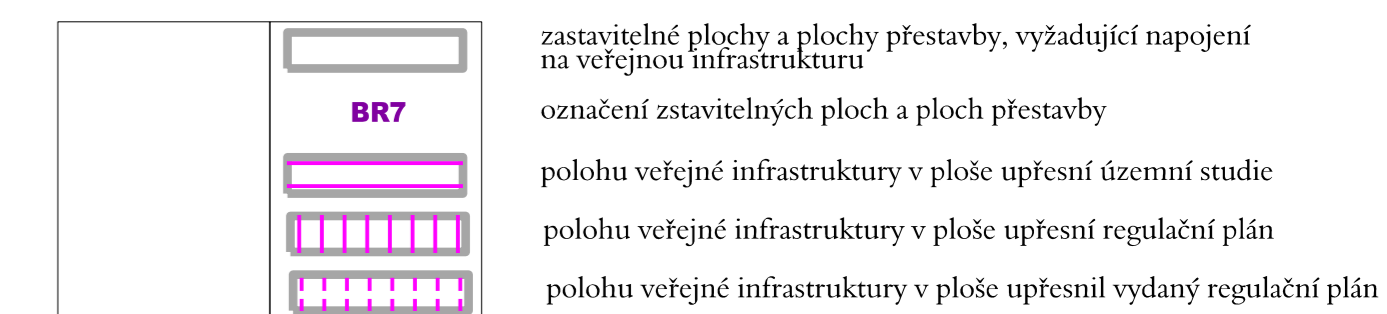 zastavitelné plochy a plochy přestavby, vyžadující napojení
na veřejnou infrastrukturu
BR7
označení zstavitelných ploch a ploch přestavby
polohu veřejné infrastruktury v ploše upřesní územní studie
polohu veřejné infrastruktury v ploše upřesní regulační plán
polohu veřejné infrastruktury v ploše upřesnil vydaný regulační plán